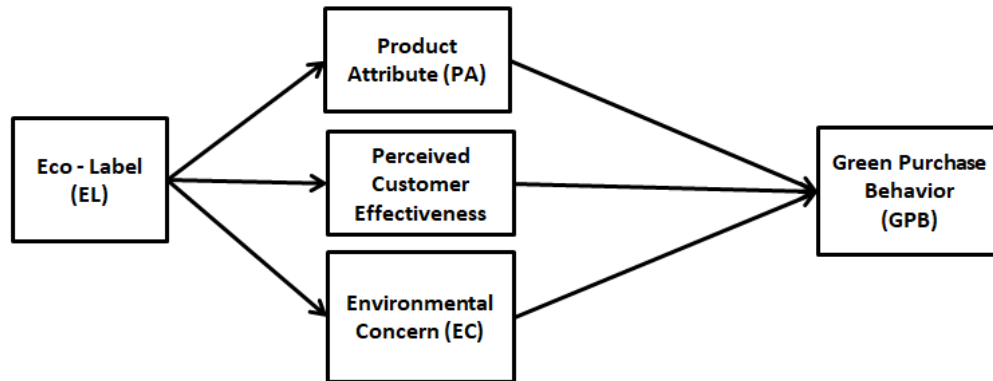 Product
Attribute (PA)
Eco - Label
(EL)
Perceived
Customer
Effectiveness
Green Purchase
Behavior
(GPB)
Environmental
Concern (EC)